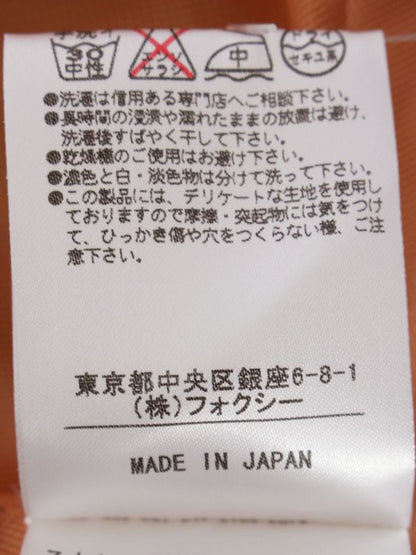 手洗イ
30
中性
エンソ
サラシ
中
ドライ
セキユ系
●洗濯は信用ある専門店へご相談下さい。
●長時間の浸漬や濡れたままの放置は避け、
洗濯後すばやく干して下さい。
●乾燥機のご使用はお避け下さい。
●濃色と白・淡色物は分けて洗って下さい。
●この製品には、デリケートな生地を使用し
ておりますので摩擦・突起物には気をつけ
て、ひっかき傷や穴をつくらない様、ご注
意下さい。
東京都中央区銀座6-8-1
(株)フォクシー
MADE IN JAPAN